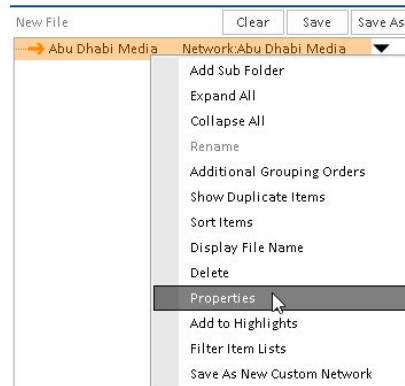 New File Clear Save Save As
Abu Dhabi Media Network:Abu Dhabi Media
Add Sub Folder
Expand All
Collapse All
Rename
Additional Grouping Orders
Show Duplicate Items
Sort Items
Display File Name
Delete
Properties
Add to Highlights
Filter Item Lists
Save As New Custom Network